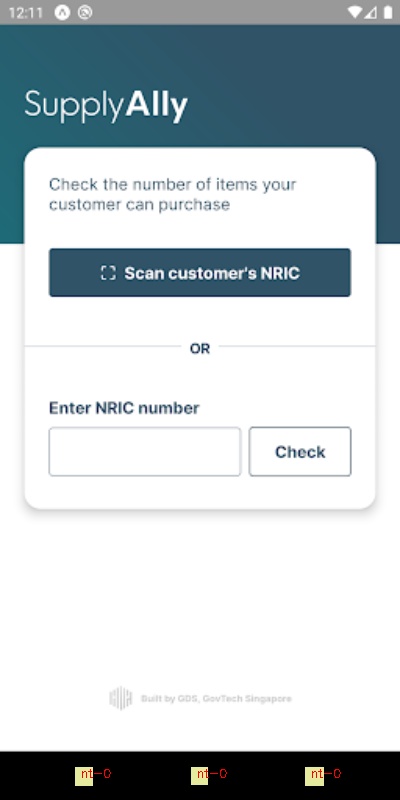 12:11
SupplyAlly
Check the number of items your
customer can purchase
Scan customer's NRIC
OR
Enter NRIC number
Check
Built by GDS, GovTech Singapore
nt-0 nt-0 nt-0